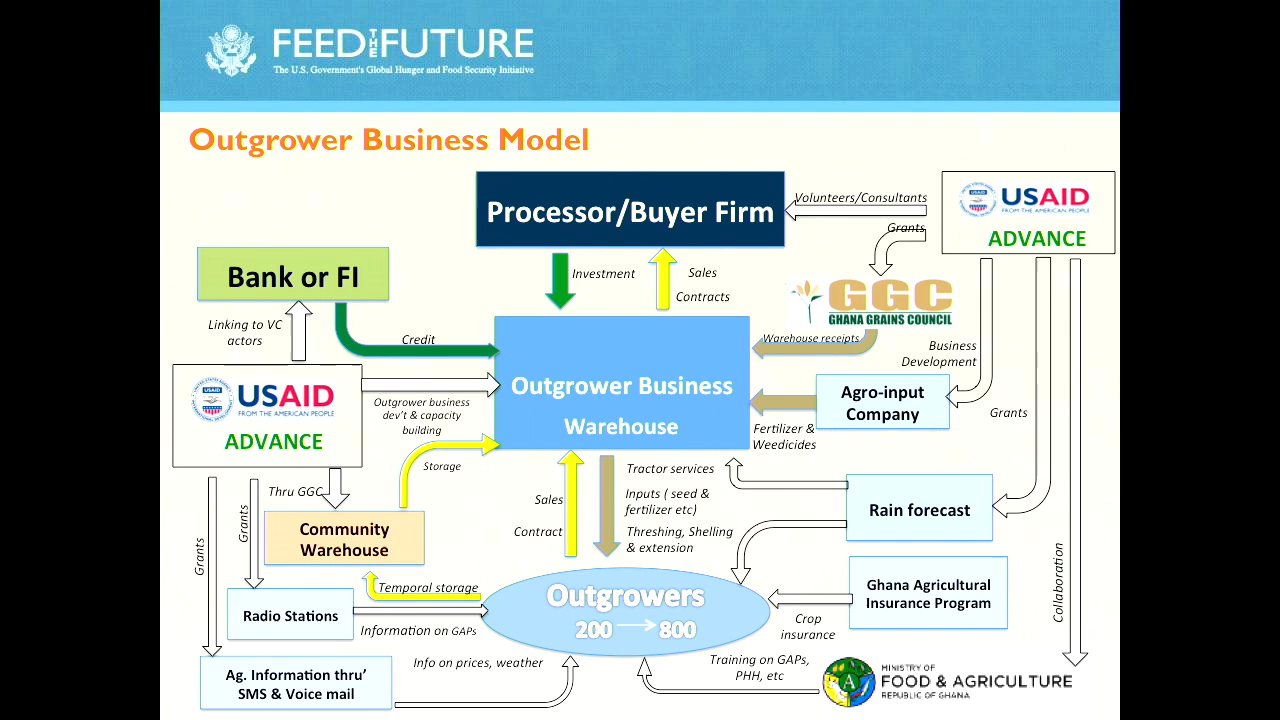 FEED THE FUTURE
The U.S. Government's Global Hunger and Food Security Initiative
Outgrower Business Model
Processor/Buyer Firm
Volunteers/Consultants
USAID
FROM THE AMERICAN PEOPLE
ADVANCE
Grants
Bank or FI
Investment
Sales
Contracts
GGC
GHANA GRAINS COUNCIL
Linking to VC
actors
Credit
Warehouse receipts
Business
Development
USAID
FROM THE AMERICAN PEOPLE
ADVANCE
Outgrower business
dev't & capacity
building
Outgrower Business
Warehouse
Agro-input
Company
Grants
Fertilizer &
Weedicides
Storage
Thru GGC
Grants
Grants
Community
Warehouse
Sales
Contract
Tractor services
Inputs ( seed &
fertilizer etc)
Threshing, Shelling
& extension
Rain forecast
Collaboration
Temporal storage
Outgrowers
200 → 800
Ghana Agricultural
Insurance Program
Crop
insurance
Radio Stations
Information on GAPs
Ag. Information thru'
SMS & Voice mail
Info on prices, weather
Training on GAPs,
PHH, etc
MINISTRY OF
FOOD & AGRICULTURE
REPUBLIC OF GHANA